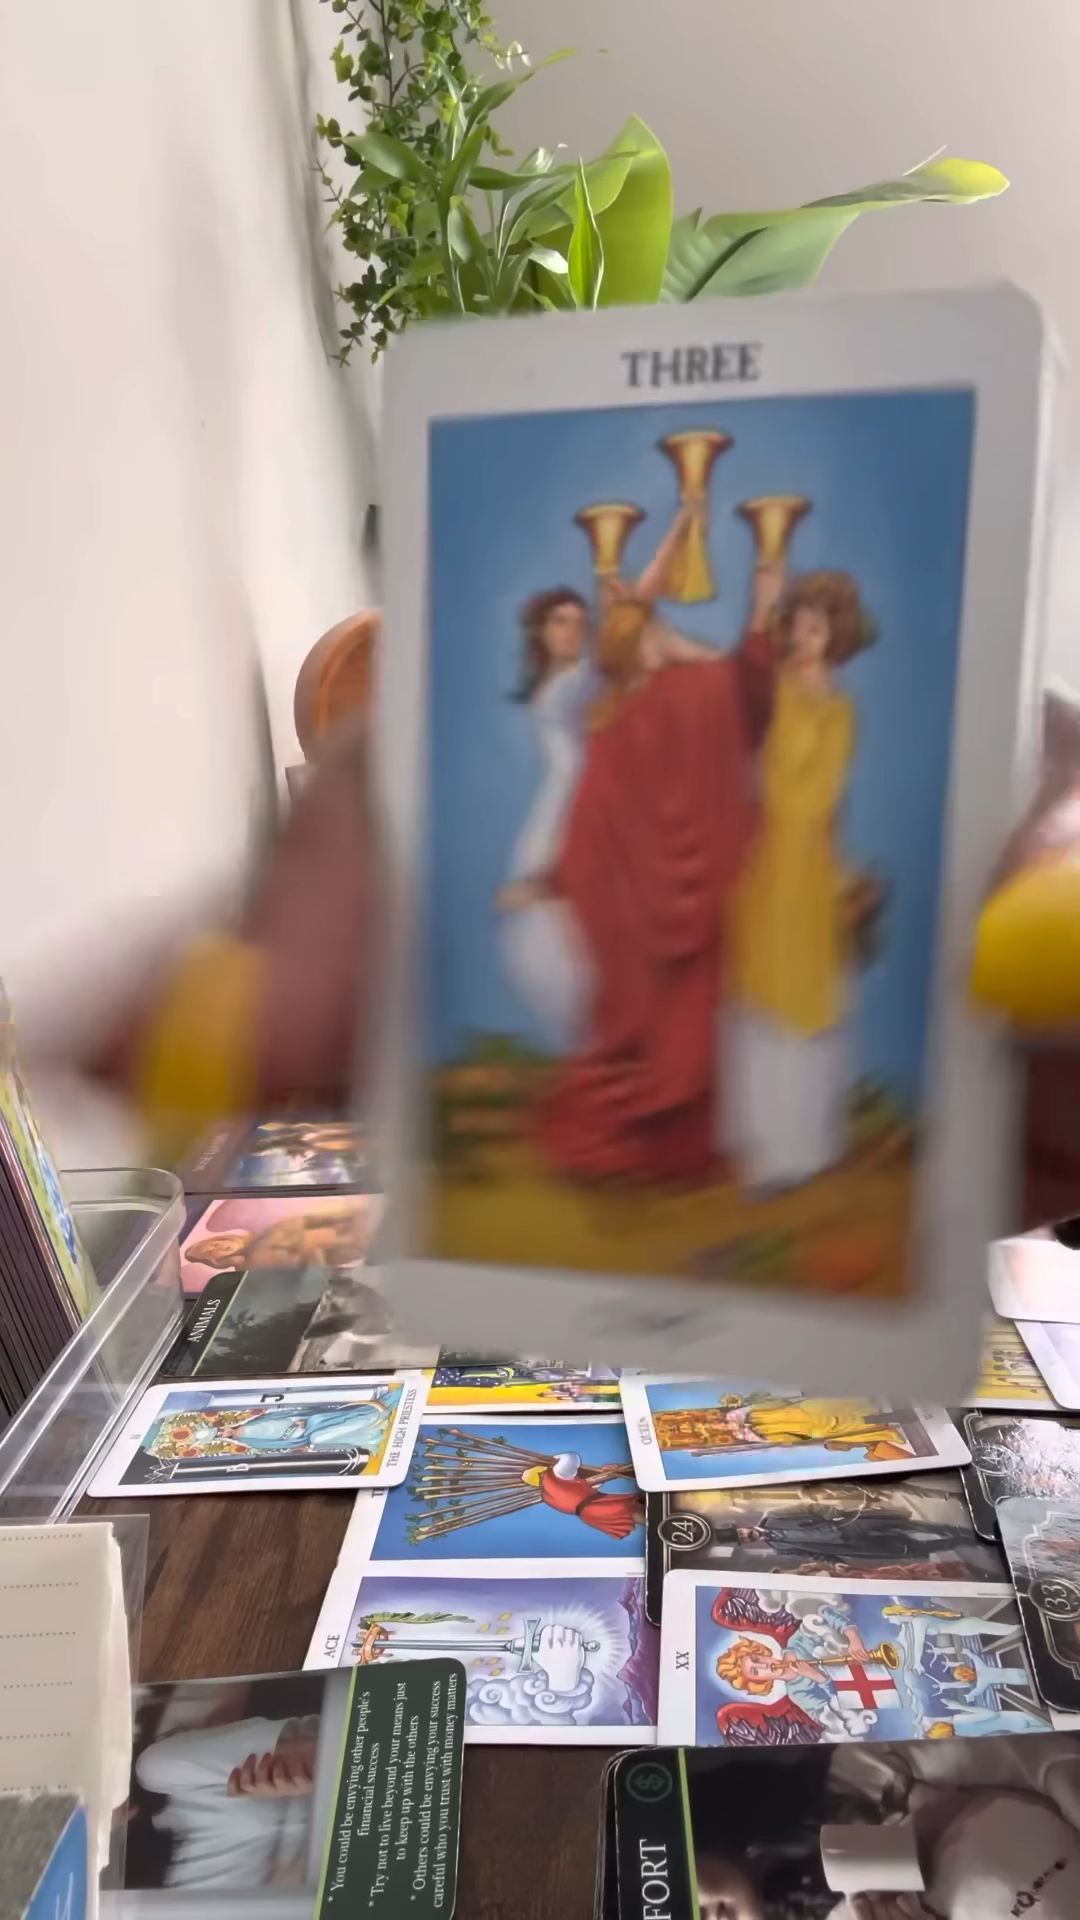 THREE
ANIMALS
II
THE HIGH PRIESTESS
J
B
QUEEN
24
ACE
XX
33
* You could be envying other people's
financial success
* Try not to live beyond your means just
to keep up with the others
* Others could be envying your success
careful who you trust with money matters
$
FORT